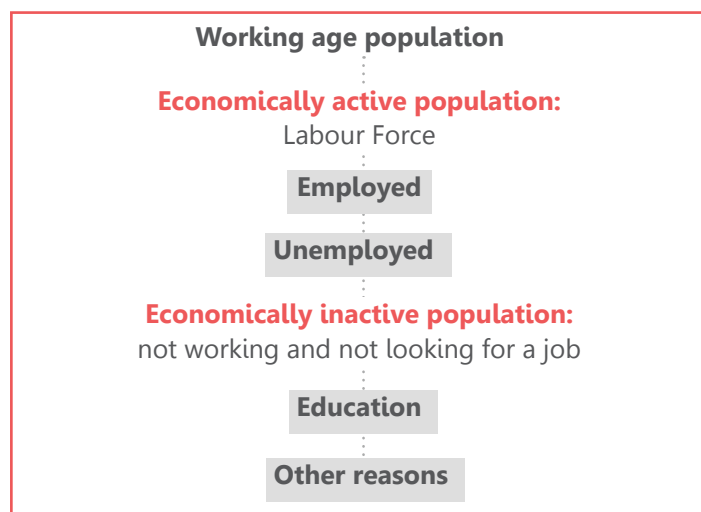 Working age population
Economically active population:
Labour Force
Employed
Unemployed
Economically inactive population:
not working and not looking for a job
Education
Other reasons